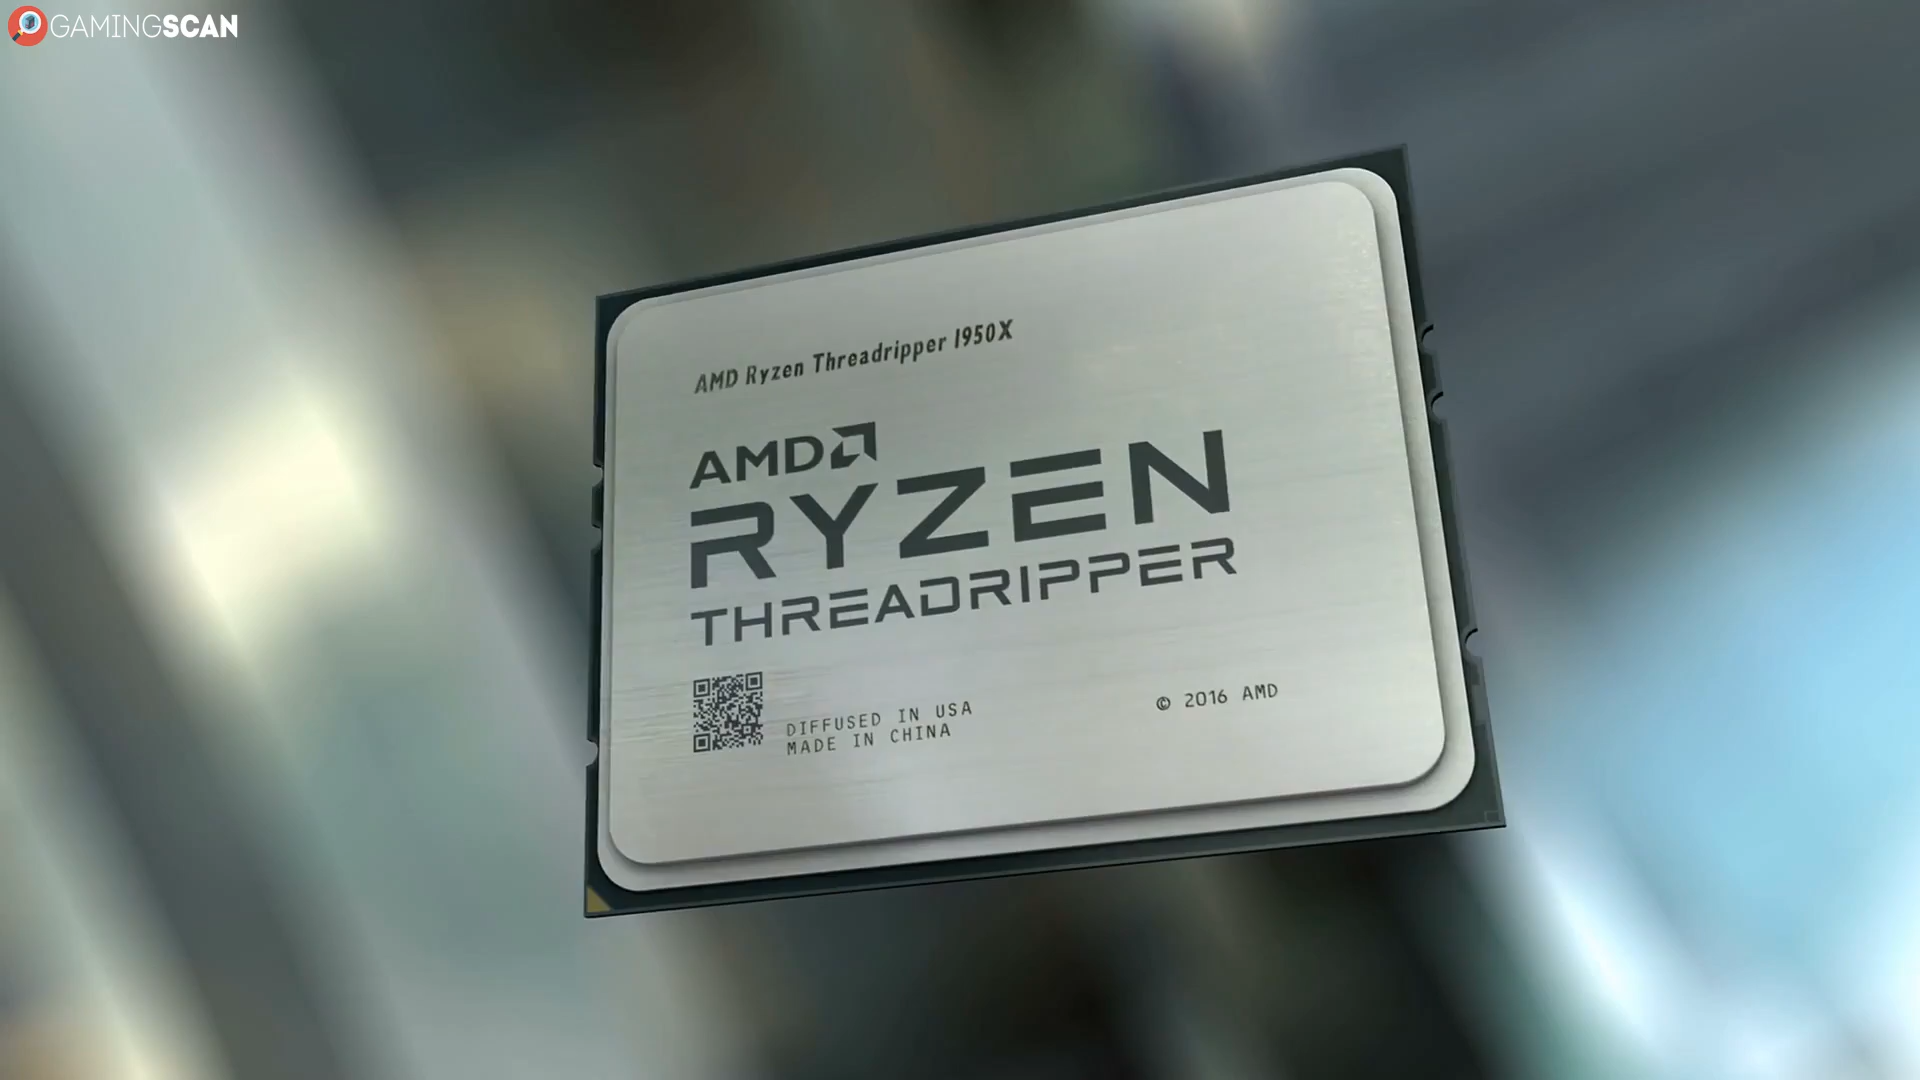 GAMINGSCAN
AMD Ryzen Threadripper 1950X
AMD
RYZEN
THREADRIPPER
DIFFUSED IN USA
MADE IN CHINA
© 2016 AMD